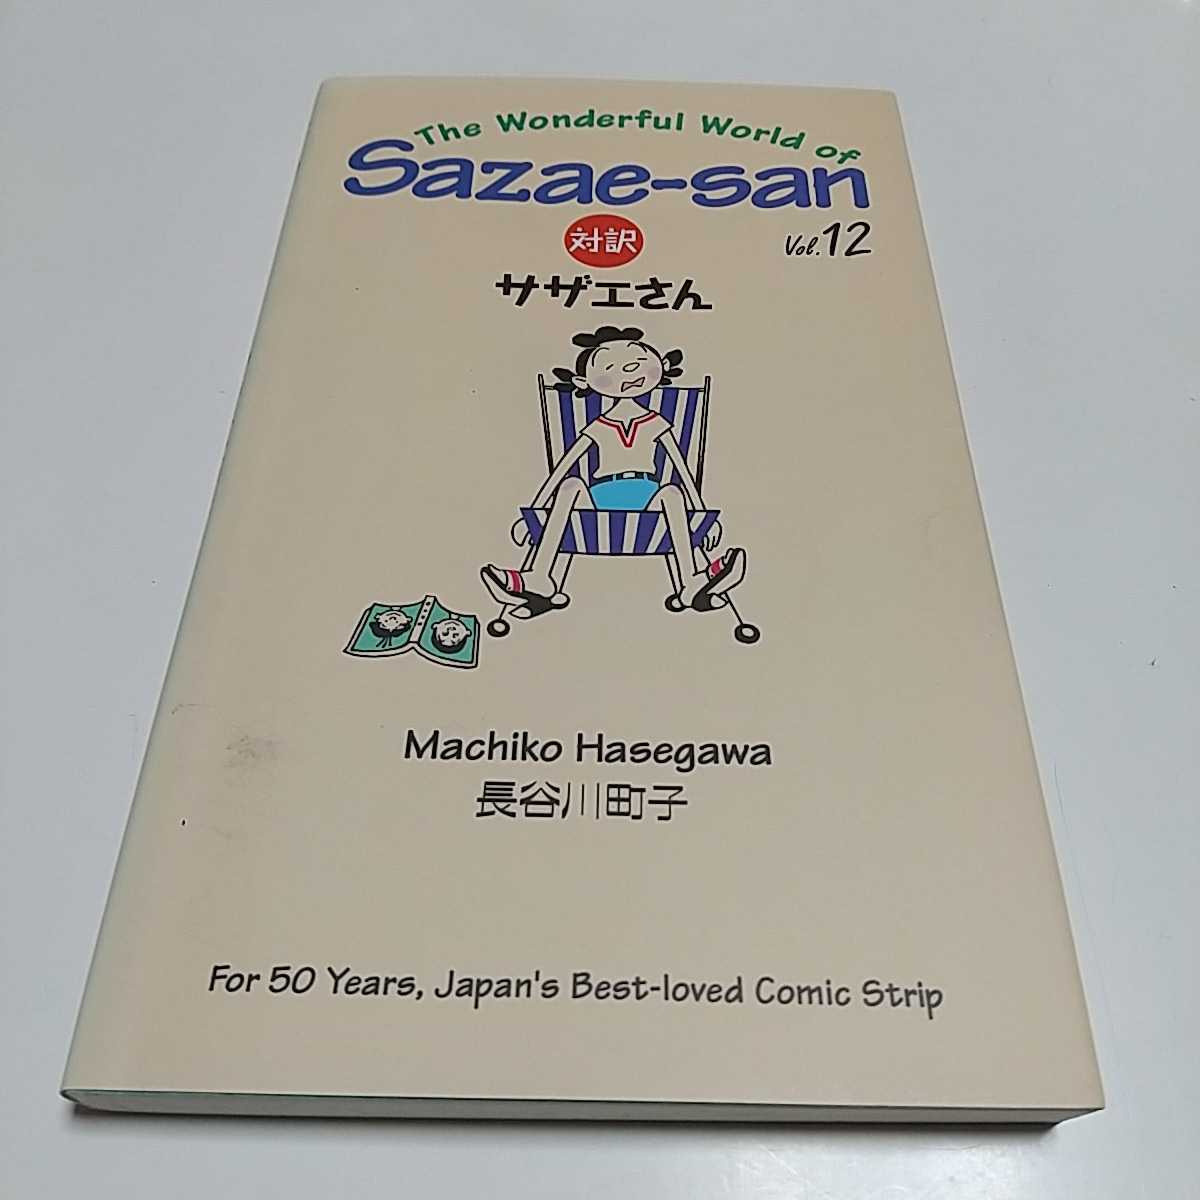 The Wonderful World of
Sazae-san
対訳
Vol.12
サザエさん
Machiko Hasegawa
長谷川町子
For 50 Years, Japan's Best-loved Comic Strip